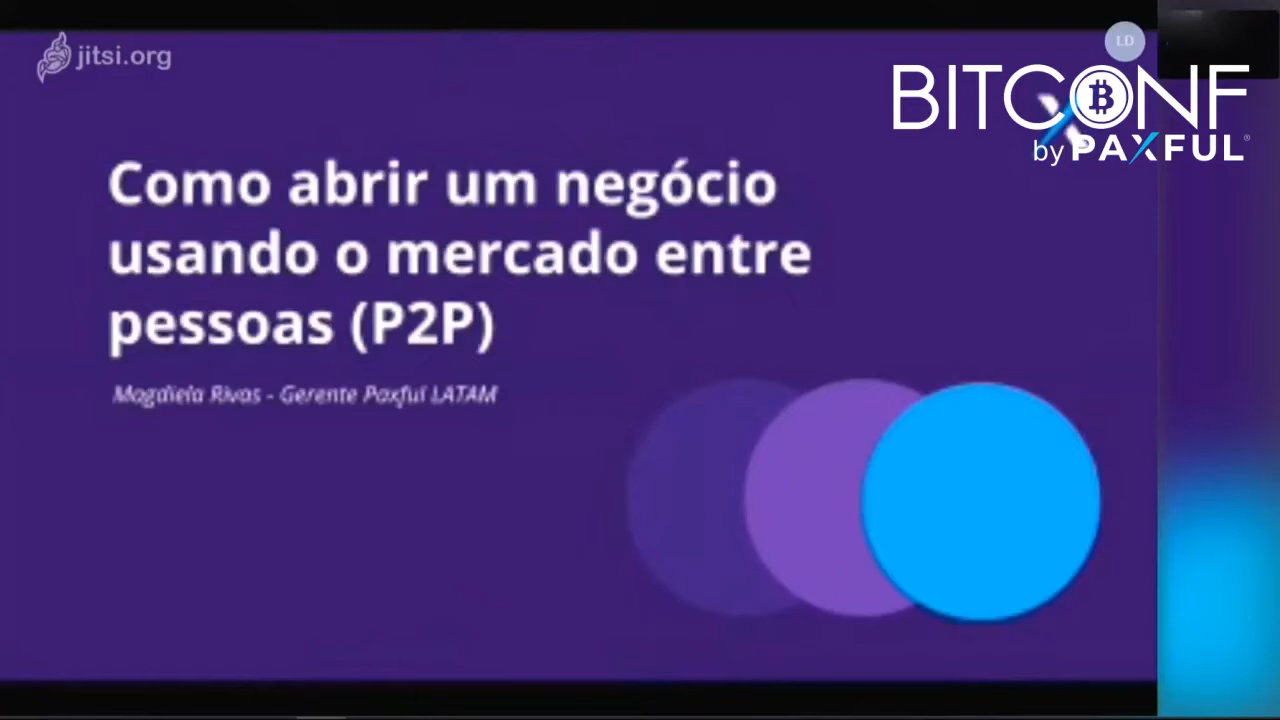 jitsi.org
LD
BITCONF
by PAXFUL®
Como abrir um negócio
usando o mercado entre
pessoas (P2P)
Magdiela Rivas - Gerente Paxful LATAM